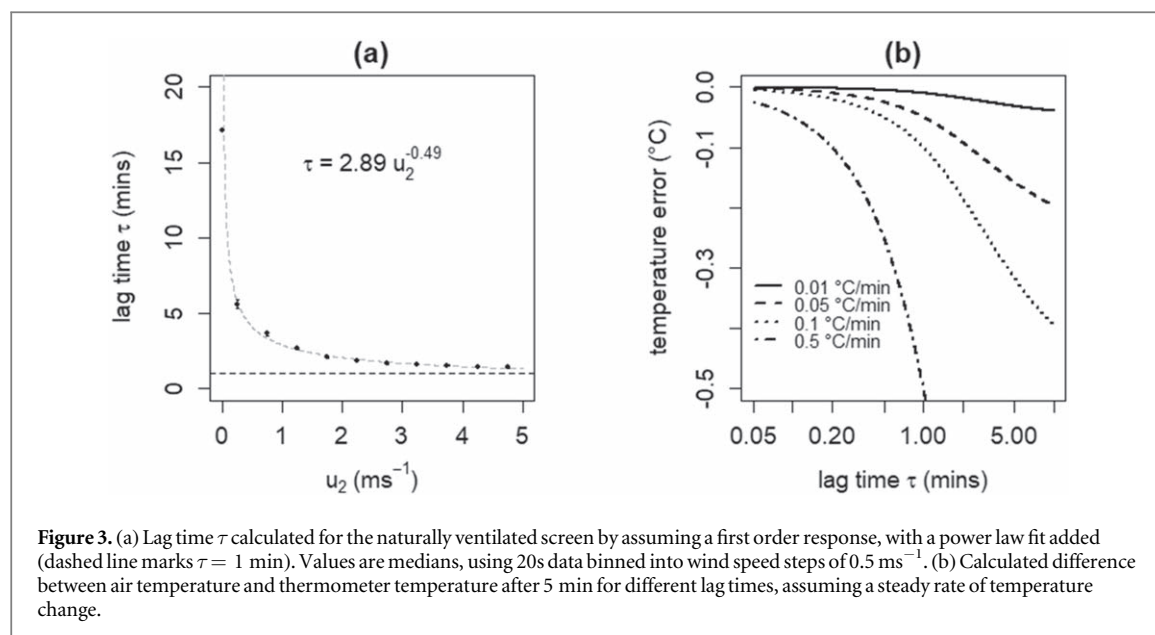 (a)
lag time τ (mins)
20
15
10
5
0
τ = 2.89 u₂^-0.49
0 1 2 3 4 5
u₂ (ms⁻¹)
(b)
temperature error (°C)
0.0
-0.1
-0.3
-0.5
0.01 °C/min
0.05 °C/min
0.1 °C/min
0.5 °C/min
0.05 0.20 1.00 5.00
lag time τ (mins)
Figure 3. (a) Lag time τ calculated for the naturally ventilated screen by assuming a first order response, with a power law fit added
(dashed line marks τ = 1 min). Values are medians, using 20s data binned into wind speed steps of 0.5 ms⁻¹. (b) Calculated difference
between air temperature and thermometer temperature after 5 min for different lag times, assuming a steady rate of temperature
change.